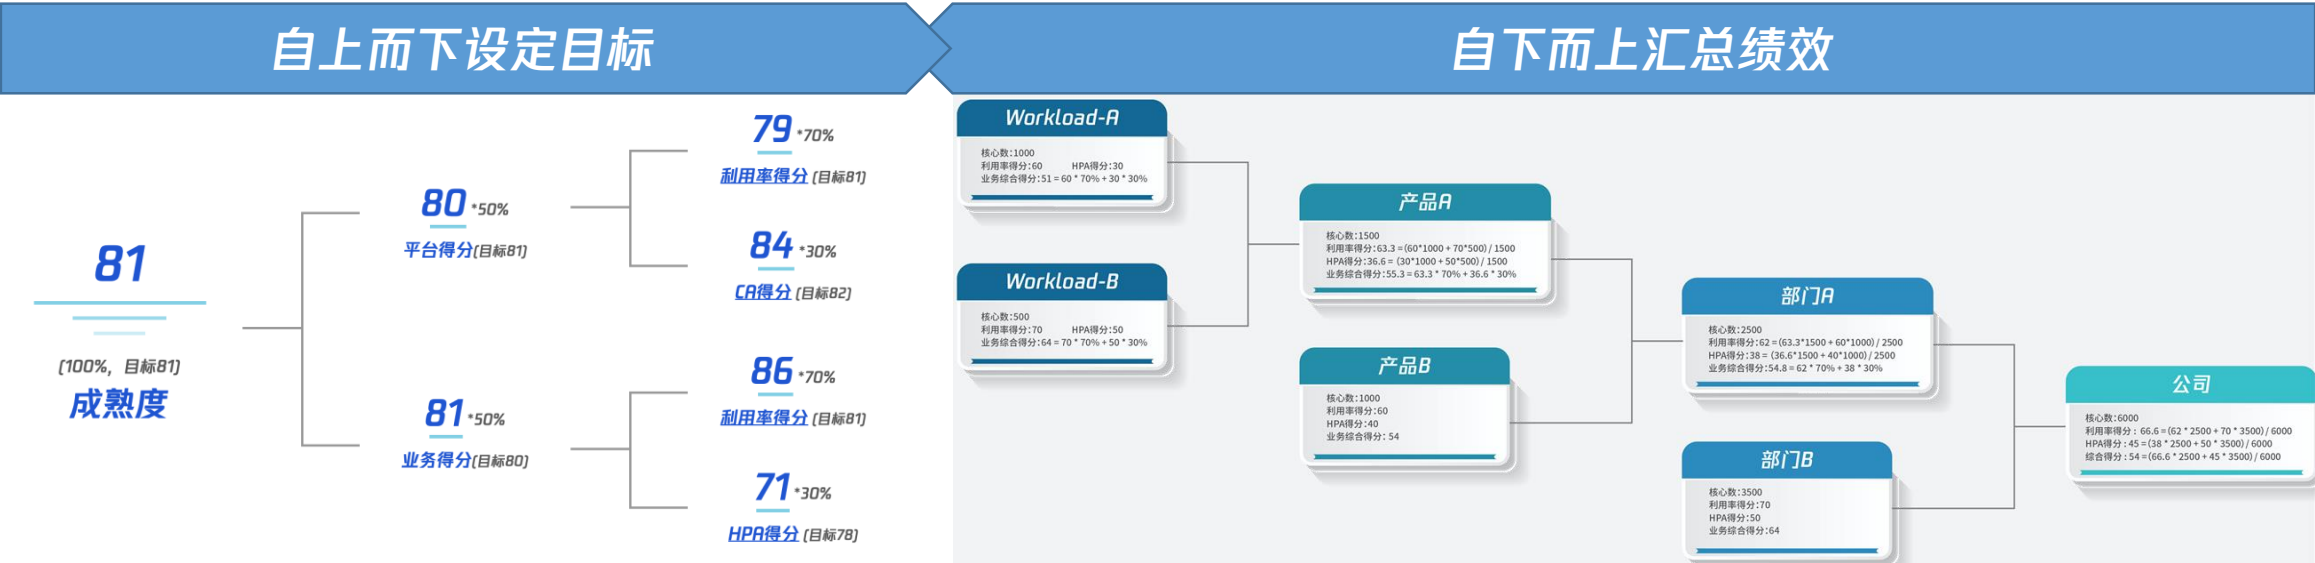 自上而下设定目标
81
(100%，目标81)
成熟度
80 *50%
平台得分(目标81)
81 *50%
业务得分(目标80)
79 *70%
利用率得分 (目标81)
84 *30%
CA得分 (目标82)
86 *70%
利用率得分 (目标81)
71 *30%
HPA得分 (目标78)
自下而上汇总绩效
Workload-A
核心数:1000
利用率得分:60 HPA得分:30
业务综合得分:51 = 60 * 70% + 30 * 30%
Workload-B
核心数:500
利用率得分:70 HPA得分:50
业务综合得分:64 = 70 * 70% + 50 * 30%
产品A
核心数:1500
利用率得分:63.3 =(60*1000 + 70*500) / 1500
HPA得分:36.6 = (30*1000 + 50*500) / 1500
业务综合得分:55.3 = 63.3 * 70% + 36.6 * 30%
产品B
核心数:1000
利用率得分:60
HPA得分:40
业务综合得分: 54
部门A
核心数:2500
利用率得分:62 =(63.3*1500 + 60*1000) / 2500
HPA得分:38 = (36.6*1500 + 40*1000) / 2500
业务综合得分:54.8 = 62 * 70% + 38 * 30%
部门B
核心数:3500
利用率得分:70
HPA得分:50
业务综合得分:64
公司
核心数:6000
利用率得分: 66.6 =(62 * 2500 + 70 * 3500) / 6000
HPA得分: 45 =(38 * 2500 + 50 * 3500) / 6000
综合得分: 54 =(66.6 * 2500 + 45 * 3500) / 6000